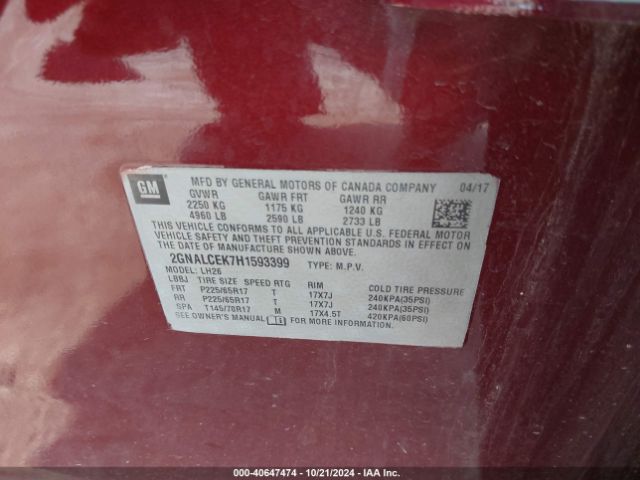 GM
MFD BY GENERAL MOTORS OF CANADA COMPANY 04/17
GVWR GAWR FRT GAWR RR
2250 KG 1175 KG 1240 KG
4960 LB 2590 LB 2733 LB
THIS VEHICLE CONFORMS TO ALL APPLICABLE U.S. FEDERAL MOTOR
VEHICLE SAFETY AND THEFT PREVENTION STANDARDS IN EFFECT ON
THE DATE OF MANUFACTURE SHOWN ABOVE.
2GNALCEK7H1593399 TYPE: M.P.V.
MODEL: LH26
LBBJ TIRE SIZE SPEED RTG RIM COLD TIRE PRESSURE
FRT P225/65R17 T 17X7J 240KPA(35PSI)
RR P225/65R17 T 17X7J 240KPA(35PSI)
SPA T145/70R17 M 17X4.5T 420KPA(60PSI)
SEE OWNER'S MANUAL FOR ADDITIONAL INFORMATION.
000-40647474 - 10/21/2024 - IAA Inc.